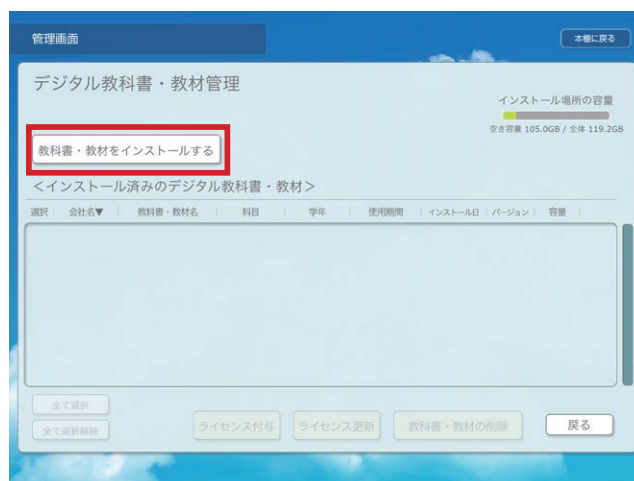 管理画面
本棚に戻る
デジタル教科書・教材管理
インストール場所の容量
空き容量 105.0GB / 全体 119.2GB
教科書・教材をインストールする
＜インストール済みのデジタル教科書・教材＞
選択 会社名▼ 教科書・教材名 科目 学年 使用期間 インストール日 バージョン 容量
全て選択
全て選択解除
ライセンス付与 ライセンス更新 教科書・教材の削除 戻る